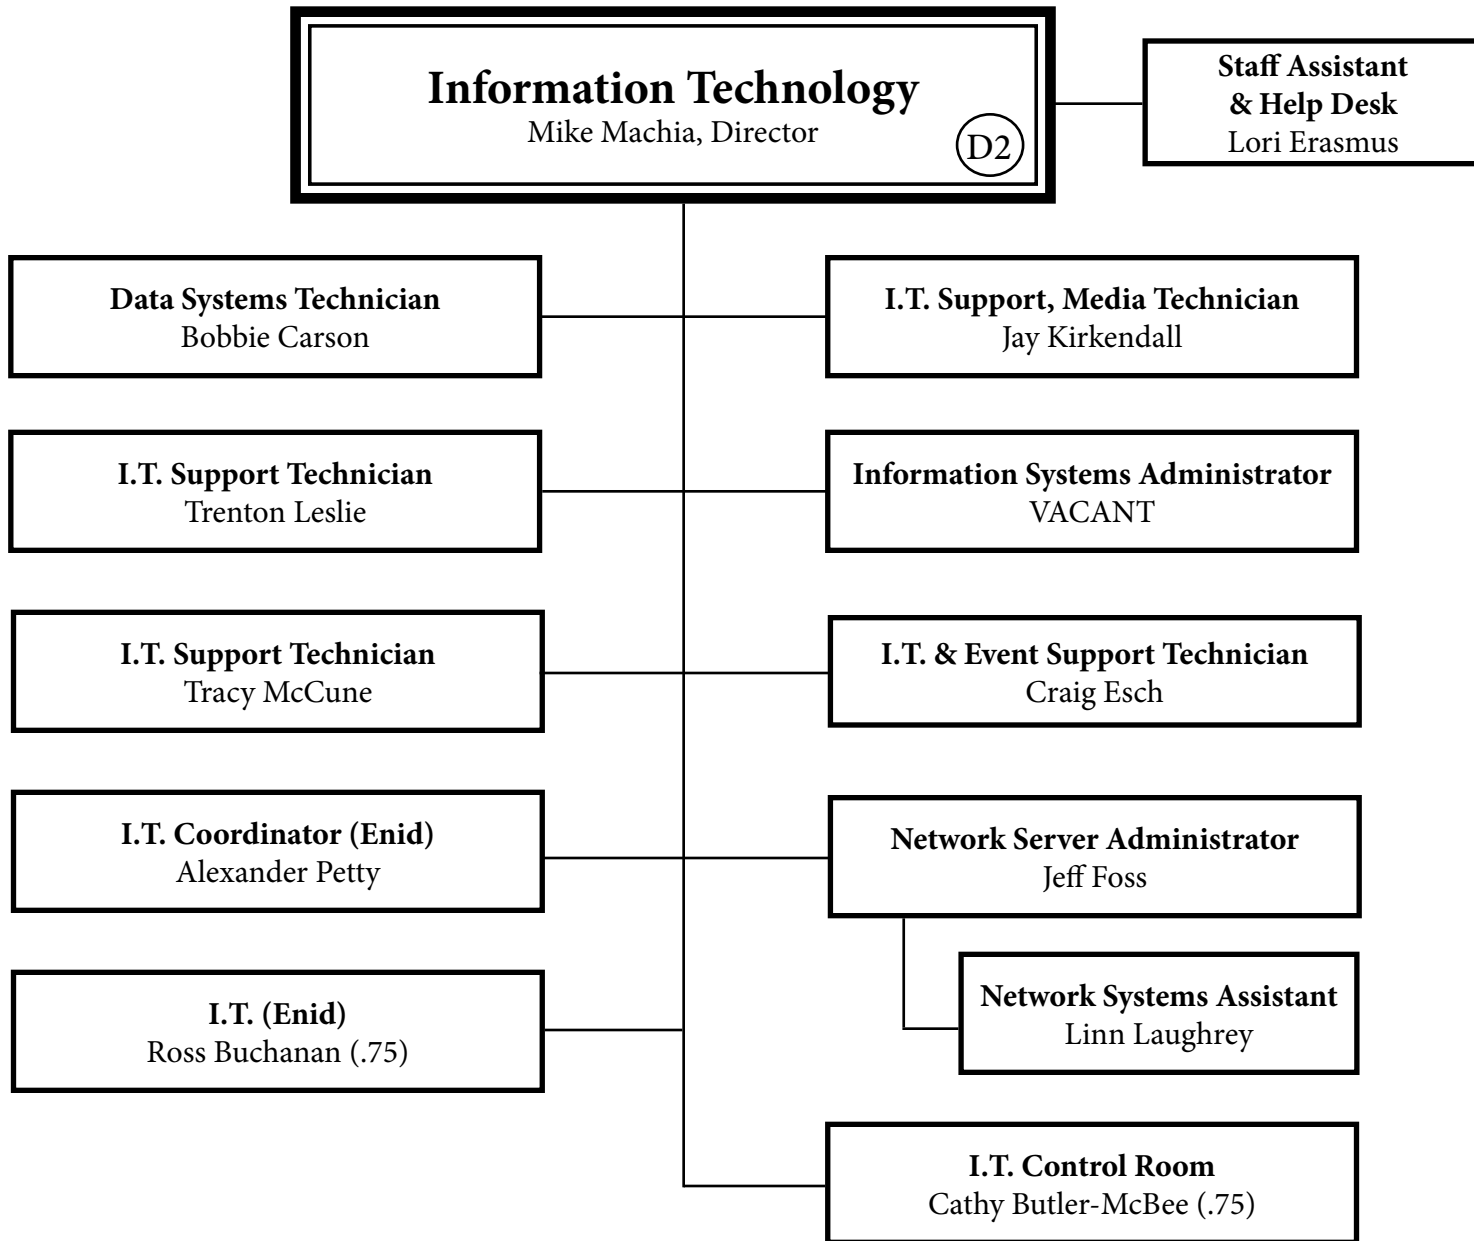 Information Technology
Mike Machia, Director
D2
Staff Assistant
& Help Desk
Lori Erasmus
Data Systems Technician
Bobbie Carson
I.T. Support, Media Technician
Jay Kirkendall
I.T. Support Technician
Trenton Leslie
Information Systems Administrator
VACANT
I.T. Support Technician
Tracy McCune
I.T. & Event Support Technician
Craig Esch
I.T. Coordinator (Enid)
Alexander Petty
Network Server Administrator
Jeff Foss
I.T. (Enid)
Ross Buchanan (.75)
Network Systems Assistant
Linn Laughrey
I.T. Control Room
Cathy Butler-McBee (.75)